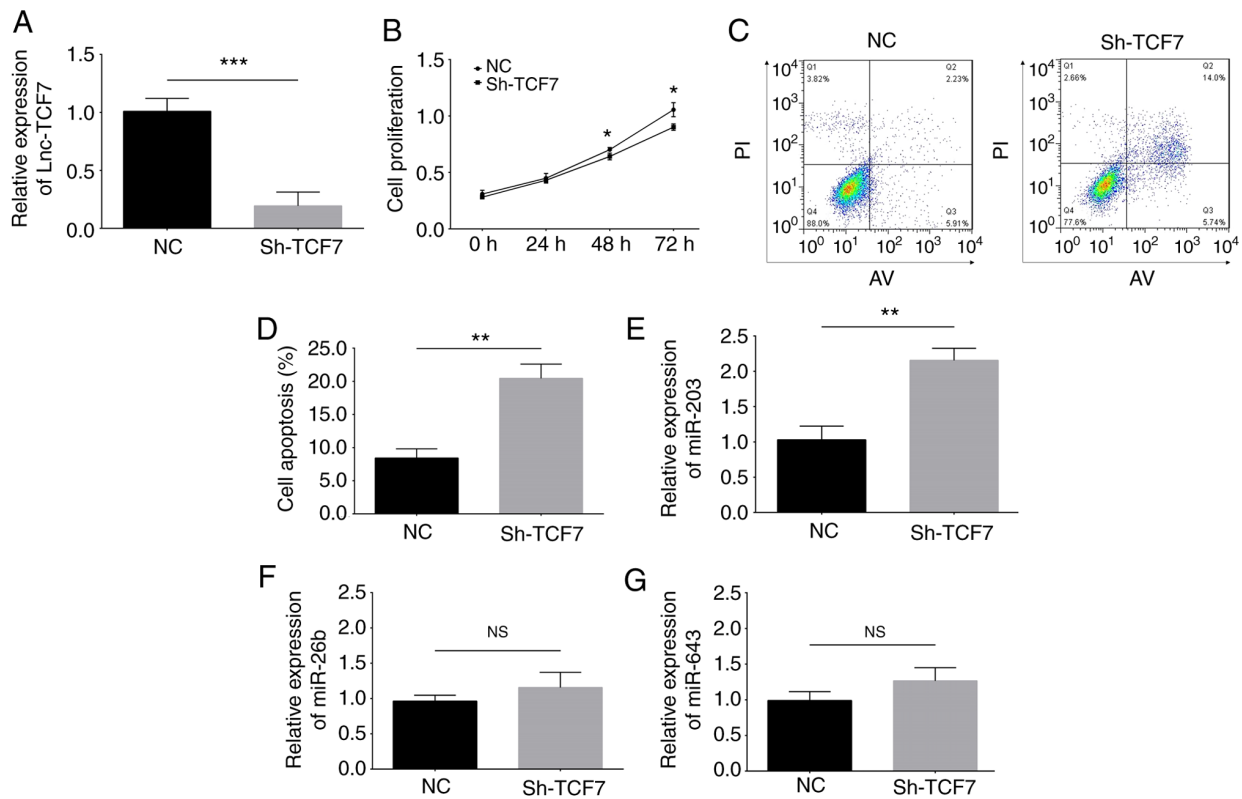 A
Relative expression
of Lnc-TCF7
1.5
1.0
0.5
0.0
***
NC
Sh-TCF7
B
Cell proliferation
1.5
1.0
0.5
0.0
NC
Sh-TCF7
*
*
0 h
24 h
48 h
72 h
C
NC
PI
10⁴
10³
10²
10¹
10⁰
Q1
3.82%
Q2
2.23%
Q4
88.0%
Q3
5.91%
10⁰
10¹
10²
10³
10⁴
AV
Sh-TCF7
PI
10⁴
10³
10²
10¹
10⁰
Q1
2.66%
Q2
14.0%
Q4
77.6%
Q3
5.74%
10⁰
10¹
10²
10³
10⁴
AV
D
Cell apoptosis (%)
25.0
20.0
15.0
10.0
5.0
0.0
**
NC
Sh-TCF7
E
Relative expression
of miR-203
2.5
2.0
1.5
1.0
0.5
0.0
**
NC
Sh-TCF7
F
Relative expression
of miR-26b
2.5
2.0
1.5
1.0
0.5
0.0
NS
NC
Sh-TCF7
G
Relative expression
of miR-643
2.5
2.0
1.5
1.0
0.5
0.0
NS
NC
Sh-TCF7